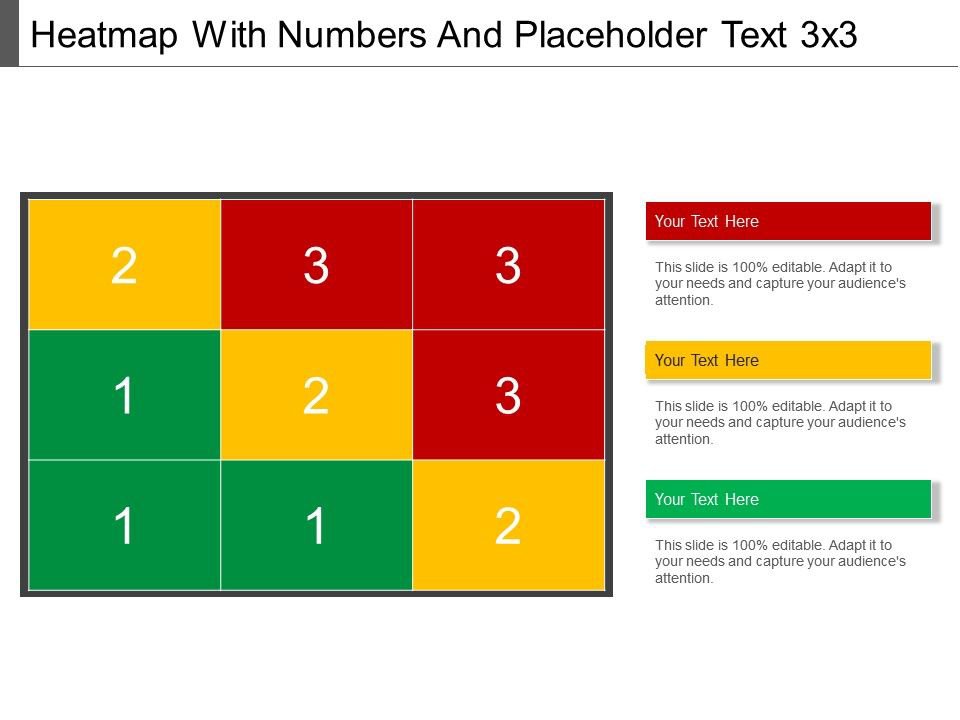 Heatmap With Numbers And Placeholder Text 3x3
2 3 3
1 2 3
1 1 2
Your Text Here
This slide is 100% editable. Adapt it to
your needs and capture your audience's
attention.
Your Text Here
This slide is 100% editable. Adapt it to
your needs and capture your audience's
attention.
Your Text Here
This slide is 100% editable. Adapt it to
your needs and capture your audience's
attention.